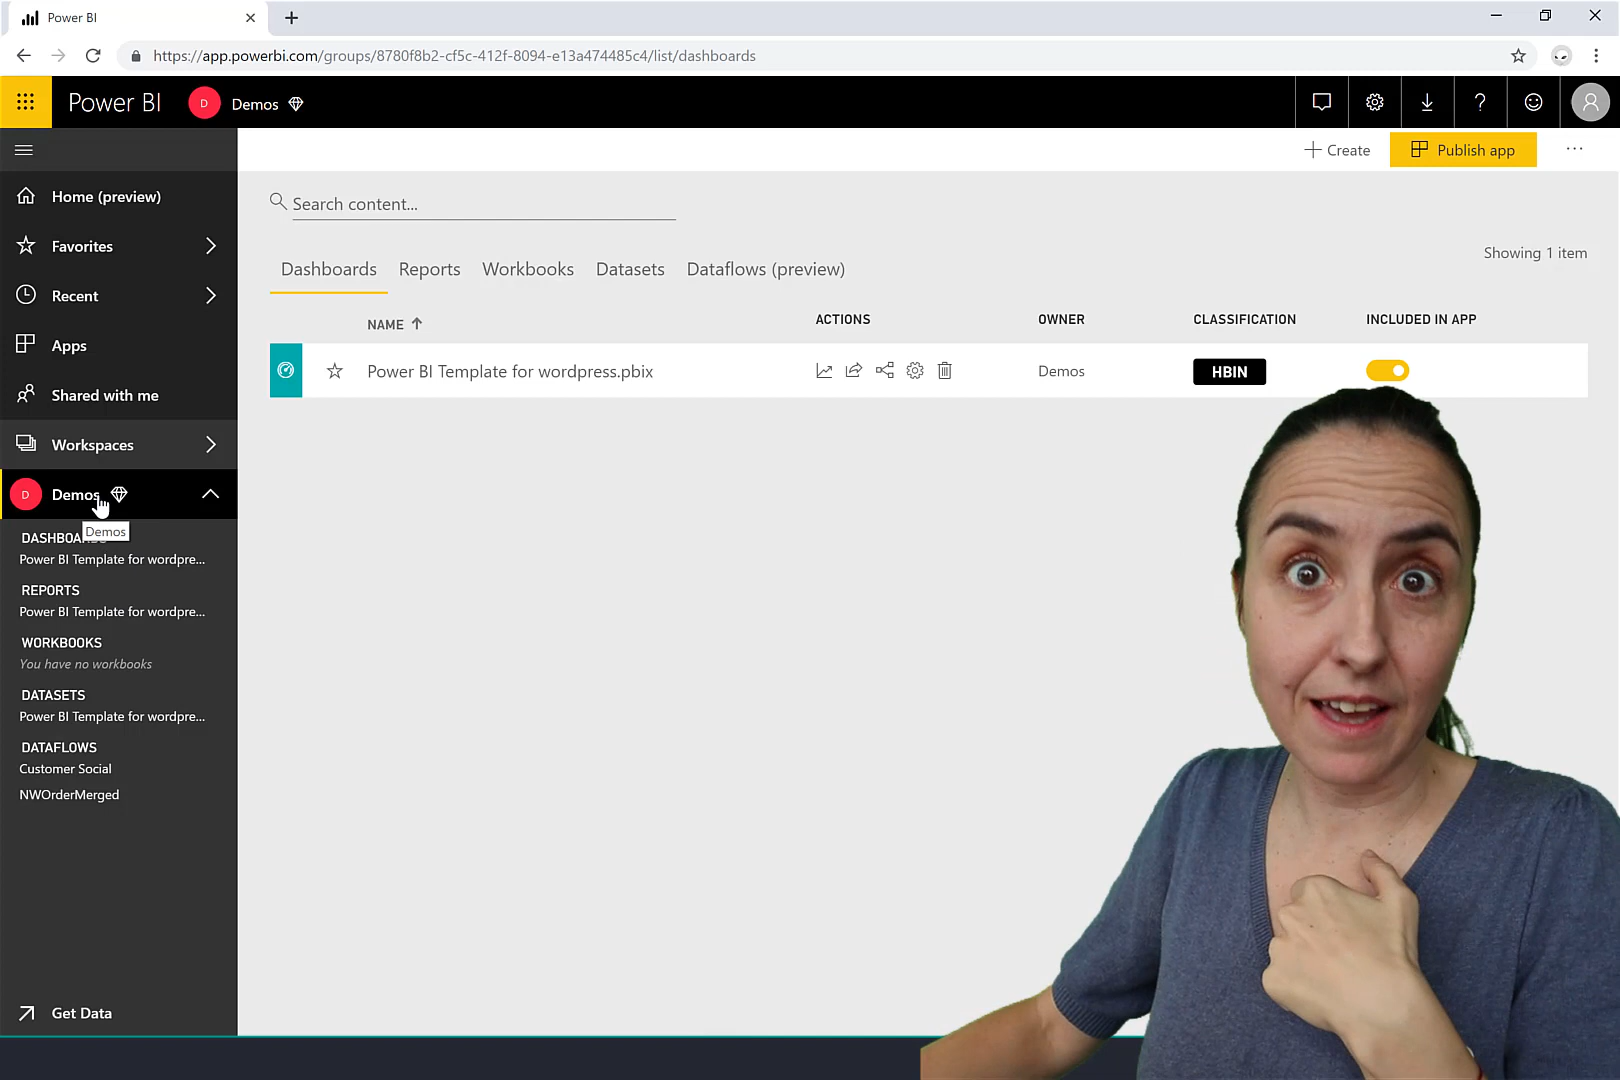 Power BI
https://app.powerbi.com/groups/8780f8b2-cf5c-412f-8094-e13a474485c4/list/dashboards
Power BI D Demos
Create Publish app ...
Home (preview)
Favorites
Recent
Apps
Shared with me
Workspaces
D Demos
Demos
DASHBOARDS
Power BI Template for wordpre...
REPORTS
Power BI Template for wordpre...
WORKBOOKS
You have no workbooks
DATASETS
Power BI Template for wordpre...
DATAFLOWS
Customer Social
NWOrderMerged
Get Data
Search content...
Showing 1 item
Dashboards Reports Workbooks Datasets Dataflows (preview)
NAME ACTIONS OWNER CLASSIFICATION INCLUDED IN APP
Power BI Template for wordpress.pbix Demos HBIN